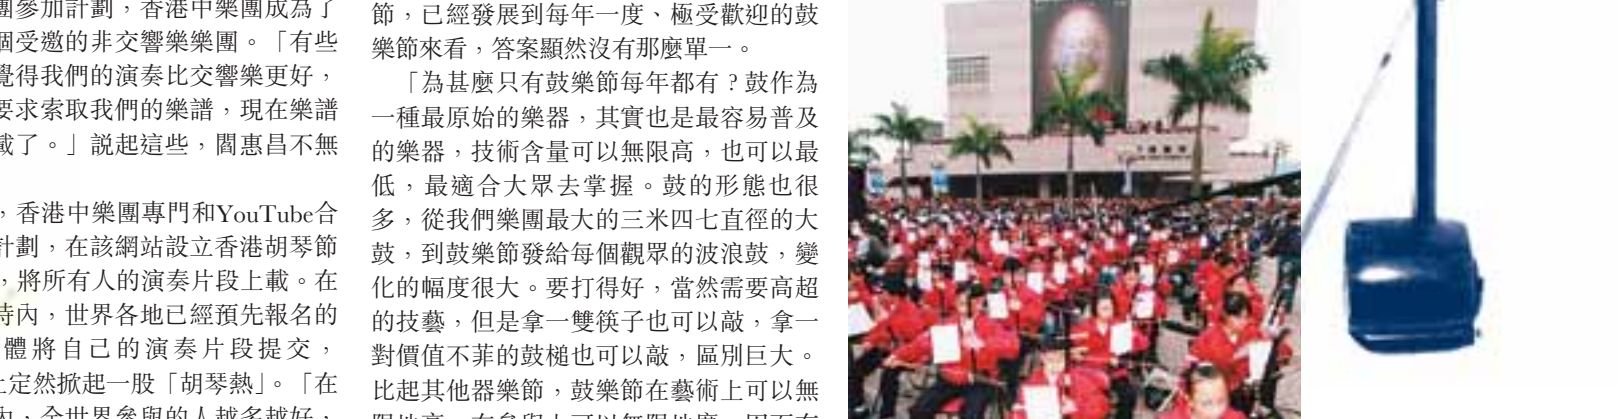 團參加計劃，香港中樂團成為了
個受邀的非交響樂樂團。「有些
覺得我們的演奏比交響樂更好，
要求索取我們的樂譜，現在樂譜
載了。」說起這些，閻惠昌不無
，香港中樂團專門和YouTube合
計劃，在該網站設立香港胡琴節
，將所有人的演奏片段上載。在
時內，世界各地已經預先報名的
體將自己的演奏片段提交，
上定然掀起一股「胡琴熱」。「在
內，全世界參與的人越多越好，
節，已經發展到每年一度、極受歡迎的鼓
樂節來看，答案顯然沒有那麼單一。
「為甚麼只有鼓樂節每年都有？鼓作為
一種最原始的樂器，其實也是最容易普及
的樂器，技術含量可以無限高，也可以最
低，最適合大眾去掌握。鼓的形態也很
多，從我們樂團最大的三米四七直徑的大
鼓，到鼓樂節發給每個觀眾的波浪鼓，變
化的幅度很大。要打得好，當然需要高超
的技藝，但是拿一雙筷子也可以敲，拿一
對價值不菲的鼓槌也可以敲，區別巨大。
比起其他器樂節，鼓樂節在藝術上可以無